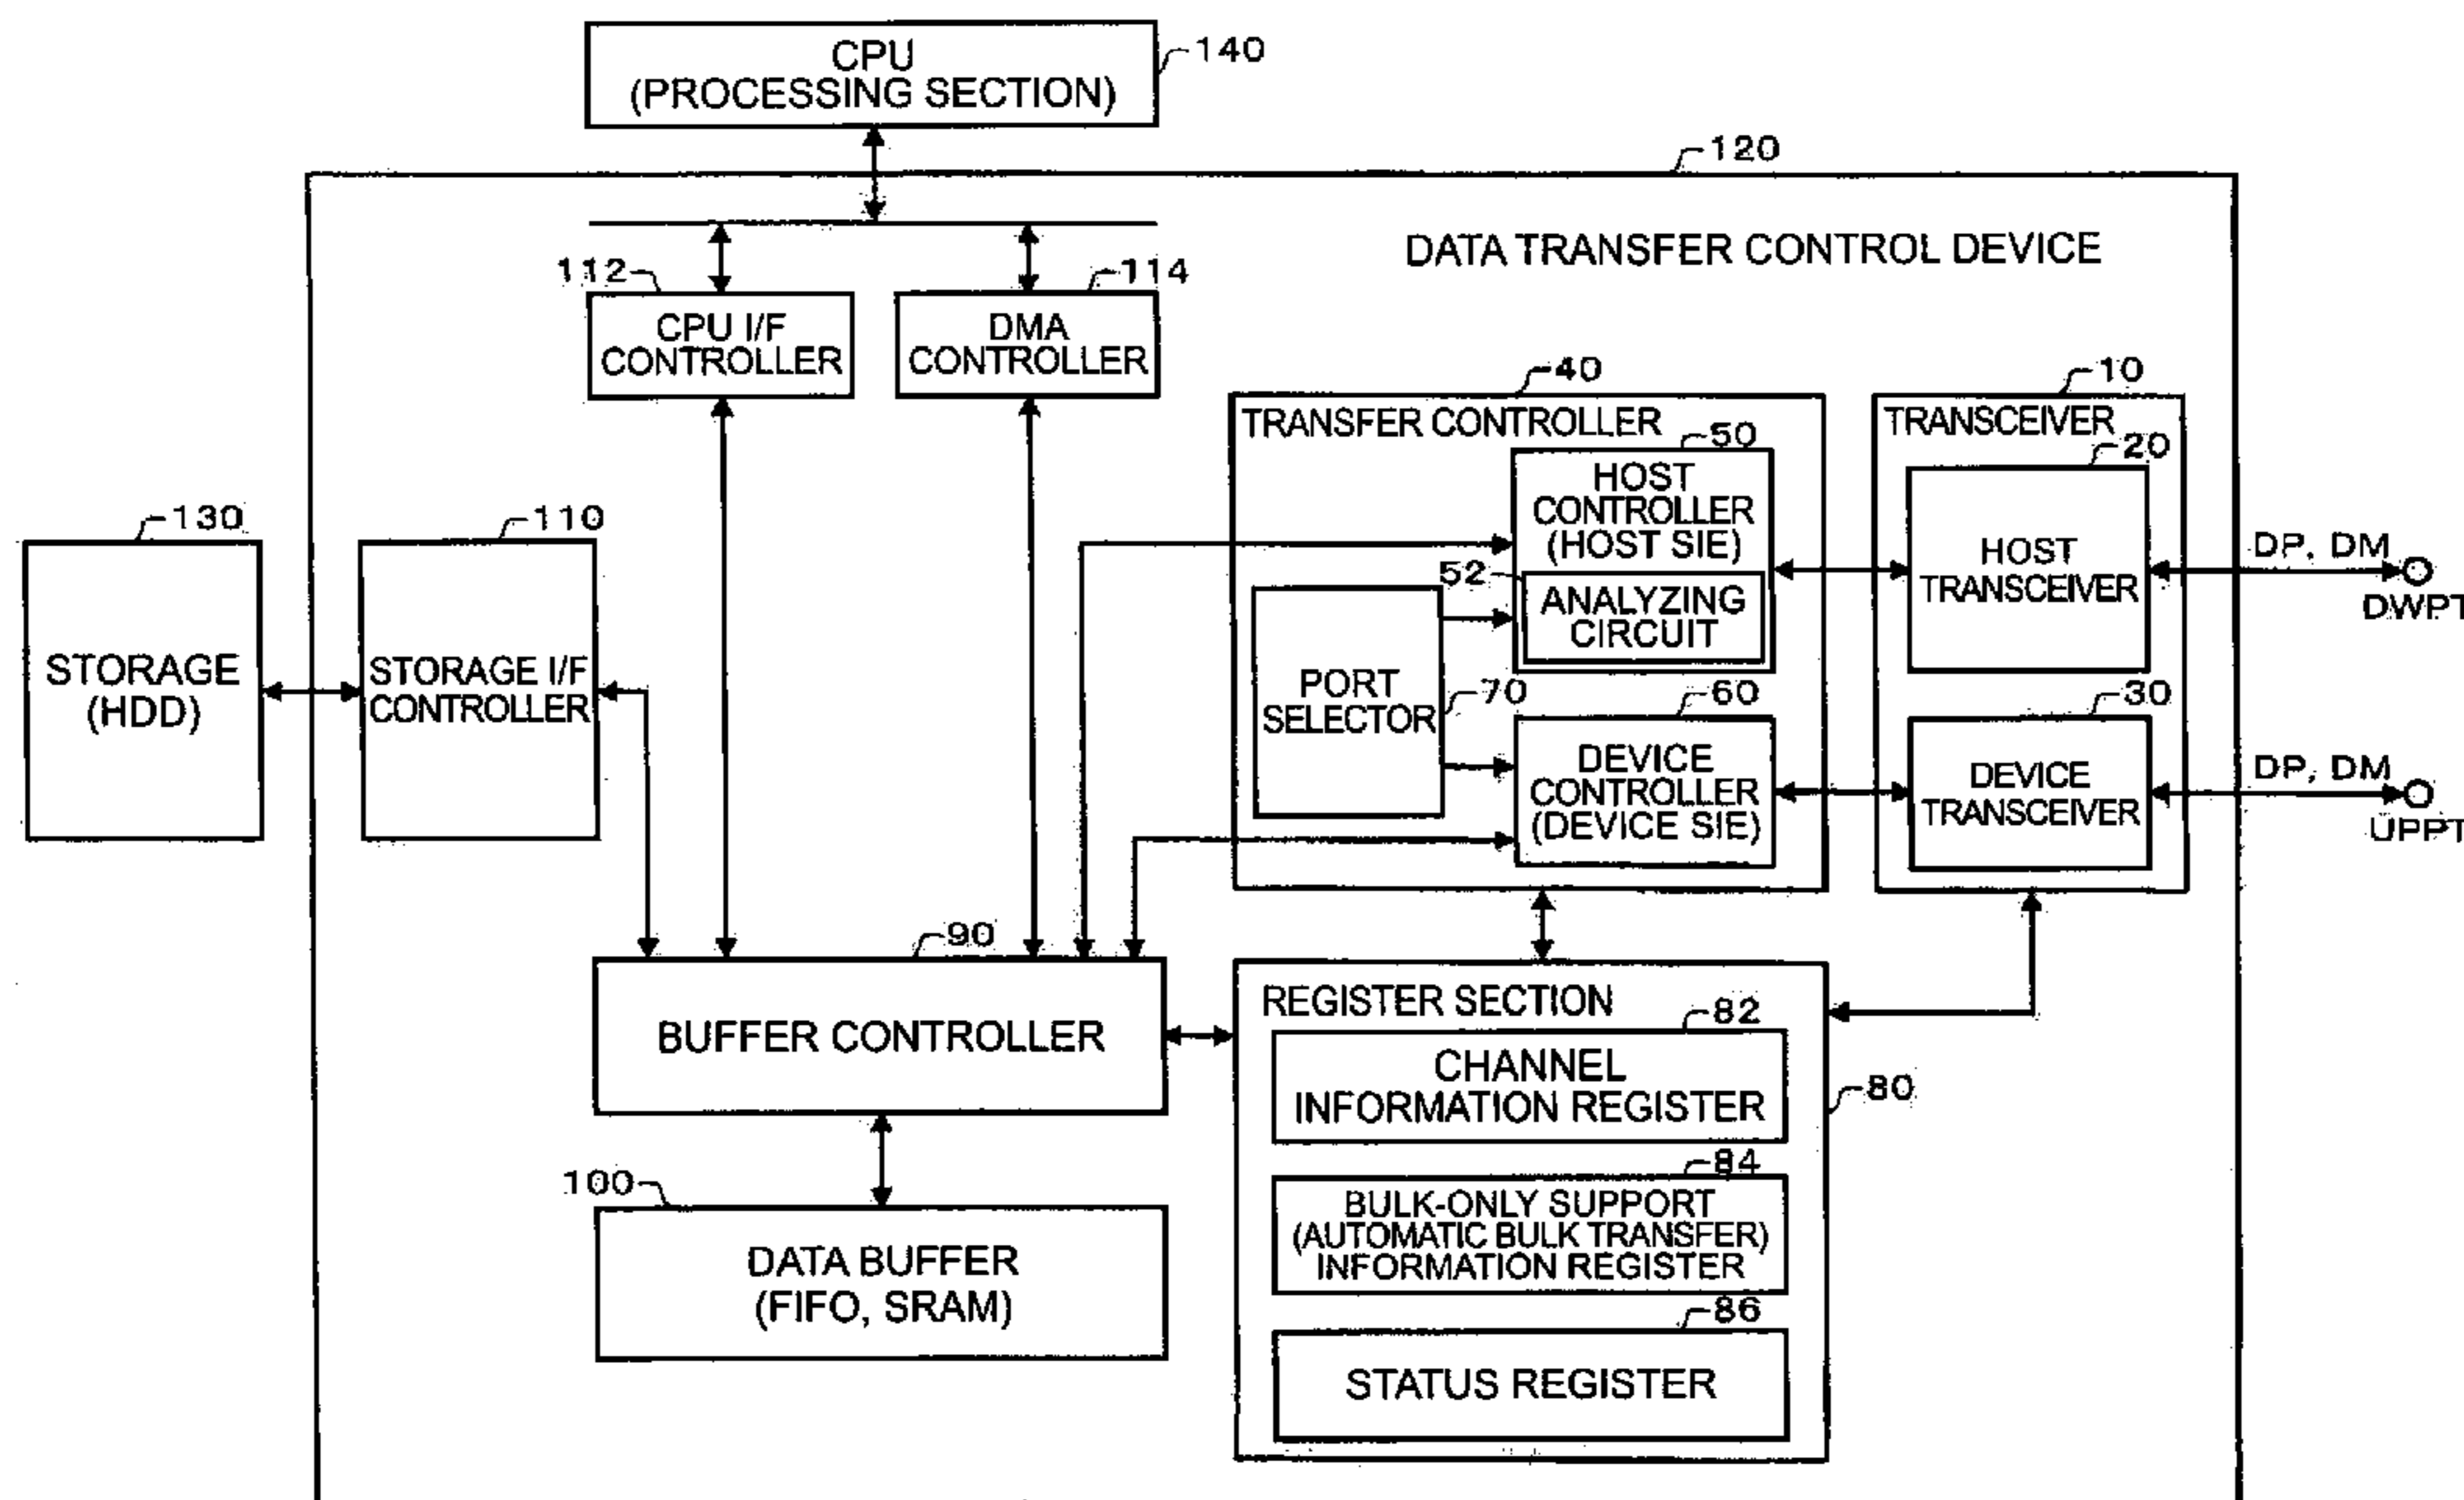 CPU
(PROCESSING SECTION)
140
120
DATA TRANSFER CONTROL DEVICE
112
114
CPU I/F
CONTROLLER
DMA
CONTROLLER
40
10
TRANSFER CONTROLLER
TRANSCEIVER
50
20
HOST
CONTROLLER
(HOST SIE)
52
ANALYZING
CIRCUIT
HOST
TRANSCEIVER
DP, DM
DWPT
130
110
STORAGE
(HDD)
STORAGE I/F
CONTROLLER
PORT
SELECTOR
70
60
30
DEVICE
CONTROLLER
(DEVICE SIE)
DEVICE
TRANSCEIVER
DP, DM
UPPT
90
BUFFER CONTROLLER
REGISTER SECTION
82
CHANNEL
INFORMATION REGISTER
80
84
BULK-ONLY SUPPORT
(AUTOMATIC BULK TRANSFER)
INFORMATION REGISTER
100
DATA BUFFER
(FIFO, SRAM)
86
STATUS REGISTER